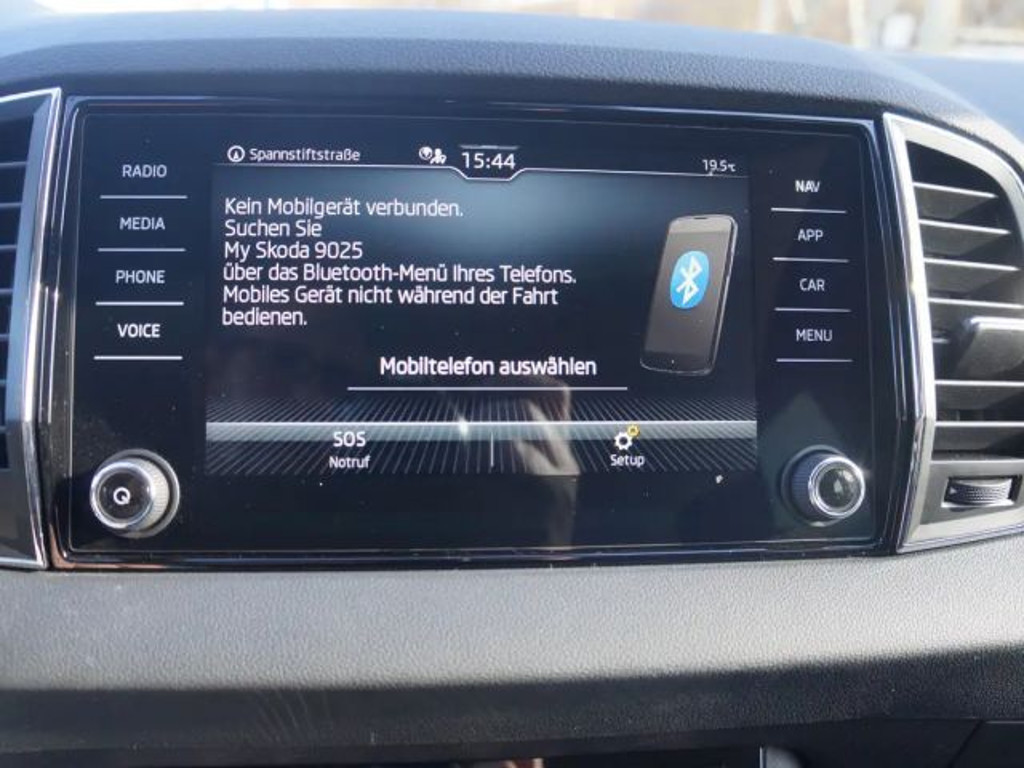 Spannstiftstraße 15:44 19.5°C
RADIO
MEDIA
PHONE
VOICE
Kein Mobilgerät verbunden.
Suchen Sie
My Skoda 9025
über das Bluetooth-Menü Ihres Telefons.
Mobiles Gerät nicht während der Fahrt
bedienen.
Mobiltelefon auswählen
SOS
Notruf
Setup
NAV
APP
CAR
MENU